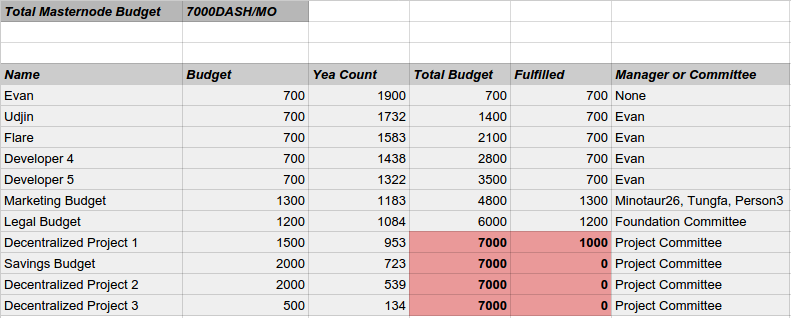 Total Masternode Budget 7000DASH/MO
Name Budget Yea Count Total Budget Fulfilled Manager or Committee
Evan 700 1900 700 700 None
Udjin 700 1732 1400 700 Evan
Flare 700 1583 2100 700 Evan
Developer 4 700 1438 2800 700 Evan
Developer 5 700 1322 3500 700 Evan
Marketing Budget 1300 1183 4800 1300 Minotaur26, Tungfa, Person3
Legal Budget 1200 1084 6000 1200 Foundation Committee
Decentralized Project 1 1500 953 7000 1000 Project Committee
Savings Budget 2000 723 7000 0 Project Committee
Decentralized Project 2 2000 539 7000 0 Project Committee
Decentralized Project 3 500 134 7000 0 Project Committee